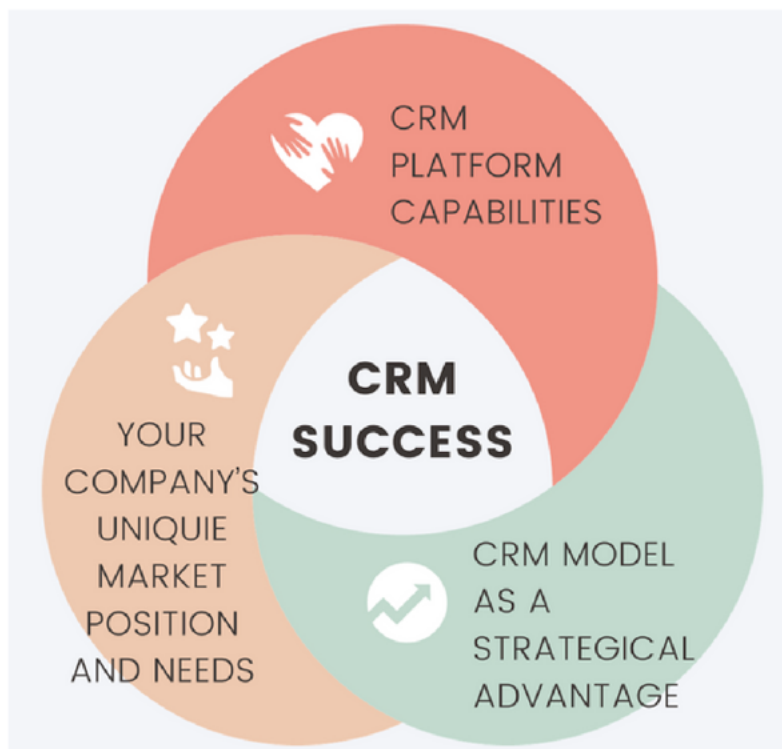 CRM
PLATFORM
CAPABILITIES
CRM
SUCCESS
YOUR
COMPANY'S
UNIQUIE
MARKET
POSITION
AND NEEDS
CRM MODEL
AS A
STRATEGICAL
ADVANTAGE